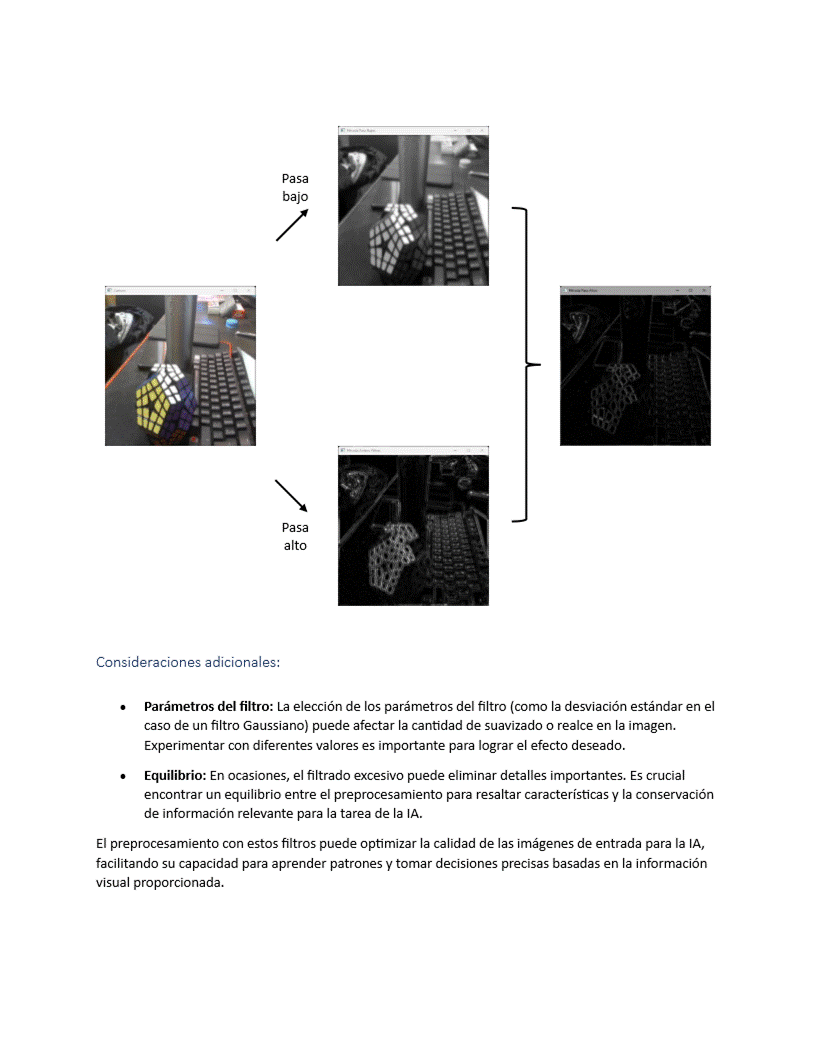 Pasa
bajo
Pasa
alto
Consideraciones adicionales:
• Parámetros del filtro: La elección de los parámetros del filtro (como la desviación estándar en el
caso de un filtro Gaussiano) puede afectar la cantidad de suavizado o realce en la imagen.
Experimentar con diferentes valores es importante para lograr el efecto deseado.
• Equilibrio: En ocasiones, el filtrado excesivo puede eliminar detalles importantes. Es crucial
encontrar un equilibrio entre el preprocesamiento para resaltar características y la conservación
de información relevante para la tarea de la IA.
El preprocesamiento con estos filtros puede optimizar la calidad de las imágenes de entrada para la IA,
facilitando su capacidad para aprender patrones y tomar decisiones precisas basadas en la información
visual proporcionada.